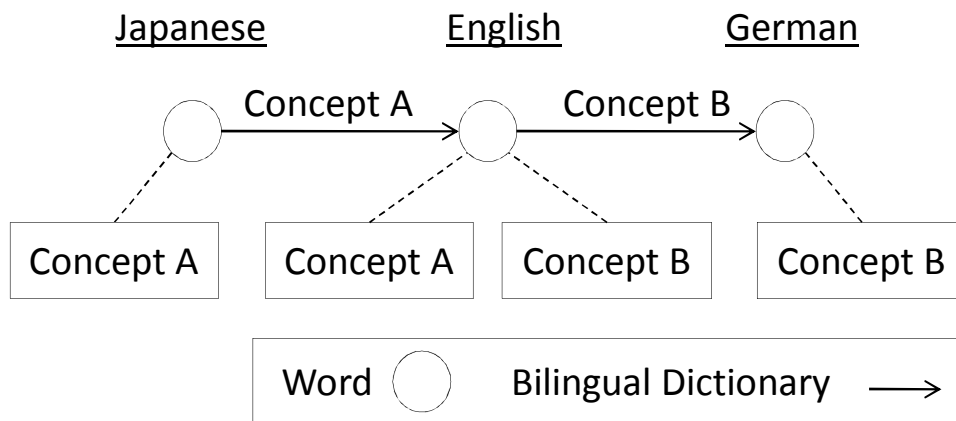 Japanese English German
Concept A Concept B
Concept A Concept A Concept B Concept B
Word Bilingual Dictionary